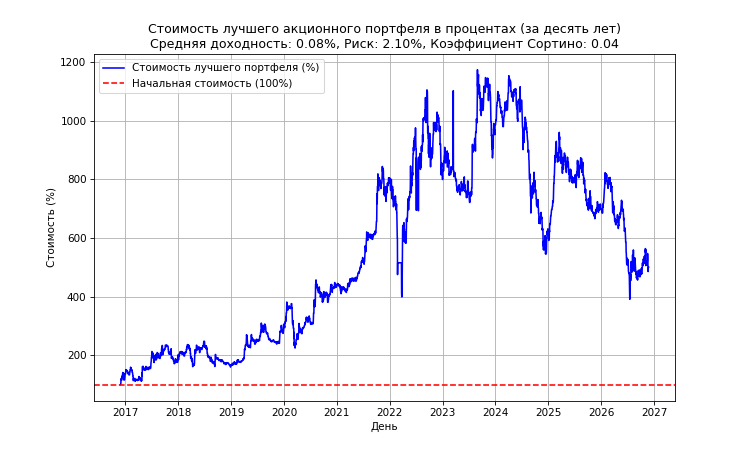 Стоимость лучшего акционного портфеля в процентах (за десять лет)
Средняя доходность: 0.08%, Риск: 2.10%, Коэффициент Сортино: 0.04
Стоимость лучшего портфеля (%)
Начальная стоимость (100%)
Стоимость (%)
1200
1000
800
600
400
200
2017 2018 2019 2020 2021 2022 2023 2024 2025 2026 2027
День